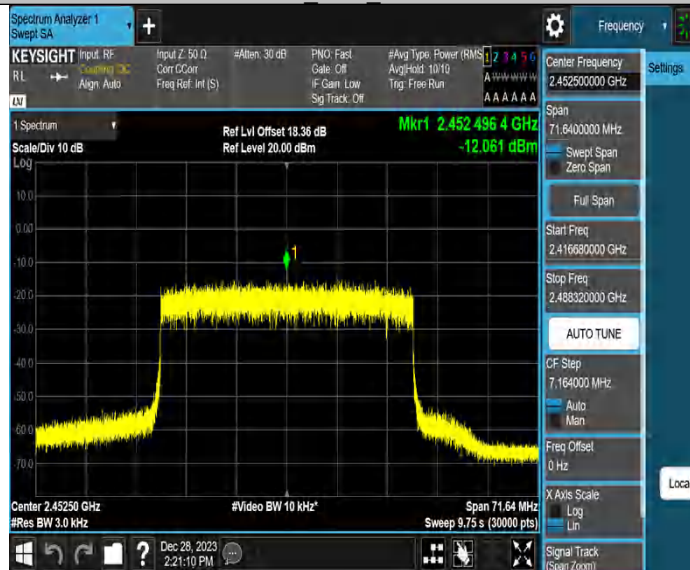 Spectrum Analyzer 1
Swept SA
Frequency
KEYSIGHT
RL
Input: RF
Coupling: DC
Align: Auto
Input Z: 50 Ω
Corr CCorr
Freq Ref: Int (S)
#Atten: 30 dB
PNO: Fast
Gate: Off
IF Gain: Low
Sig Track: Off
#Avg Type: Power (RMS
Avg|Hold: 10/10
Trig: Free Run
1 2 3 4 5 6
A W W W W W
A A A A A A
LXI
1 Spectrum
Scale/Div 10 dB
Log
Ref Lvl Offset 18.36 dB
Ref Level 20.00 dBm
Mkr1 2.452 496 4 GHz
-12.061 dBm
1
10.0
0.00
-10.0
-20.0
-30.0
-40.0
-50.0
-60.0
-70.0
Center 2.45250 GHz
#Res BW 3.0 kHz
#Video BW 10 kHz*
Span 71.64 MHz
Sweep 9.75 s (30000 pts)
?
Dec 28, 2023
2:21:10 PM
Center Frequency
2.452500000 GHz
Settings
Span
71.6400000 MHz
Swept Span
Zero Span
Full Span
Start Freq
2.416680000 GHz
Stop Freq
2.488320000 GHz
AUTO TUNE
CF Step
7.164000 MHz
Auto
Man
Freq Offset
0 Hz
X Axis Scale
Log
Lin
Loca
Signal Track
(Span Zoom)